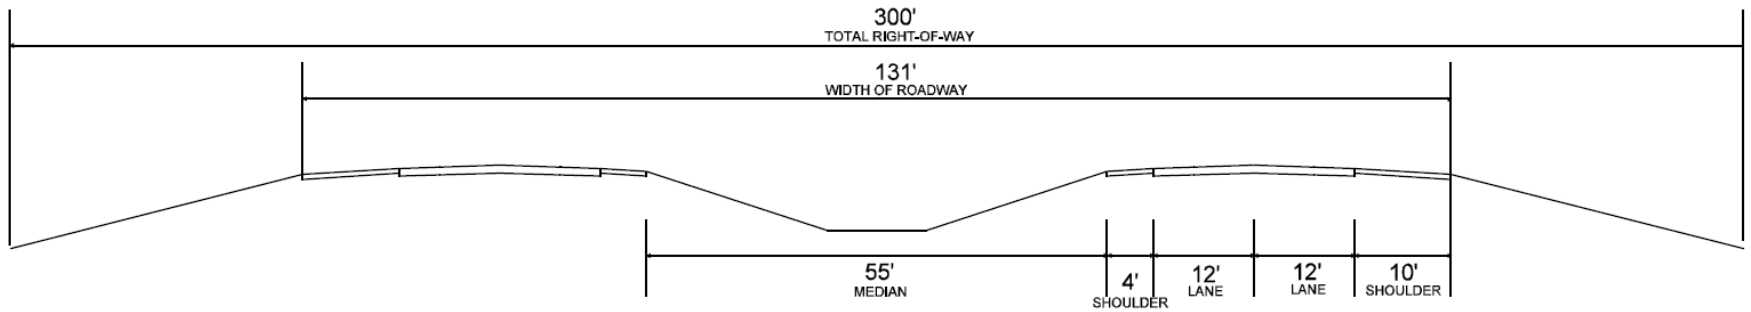 300'
TOTAL RIGHT-OF-WAY
131'
WIDTH OF ROADWAY
55'
MEDIAN
4'
SHOULDER
12'
LANE
12'
LANE
10'
SHOULDER